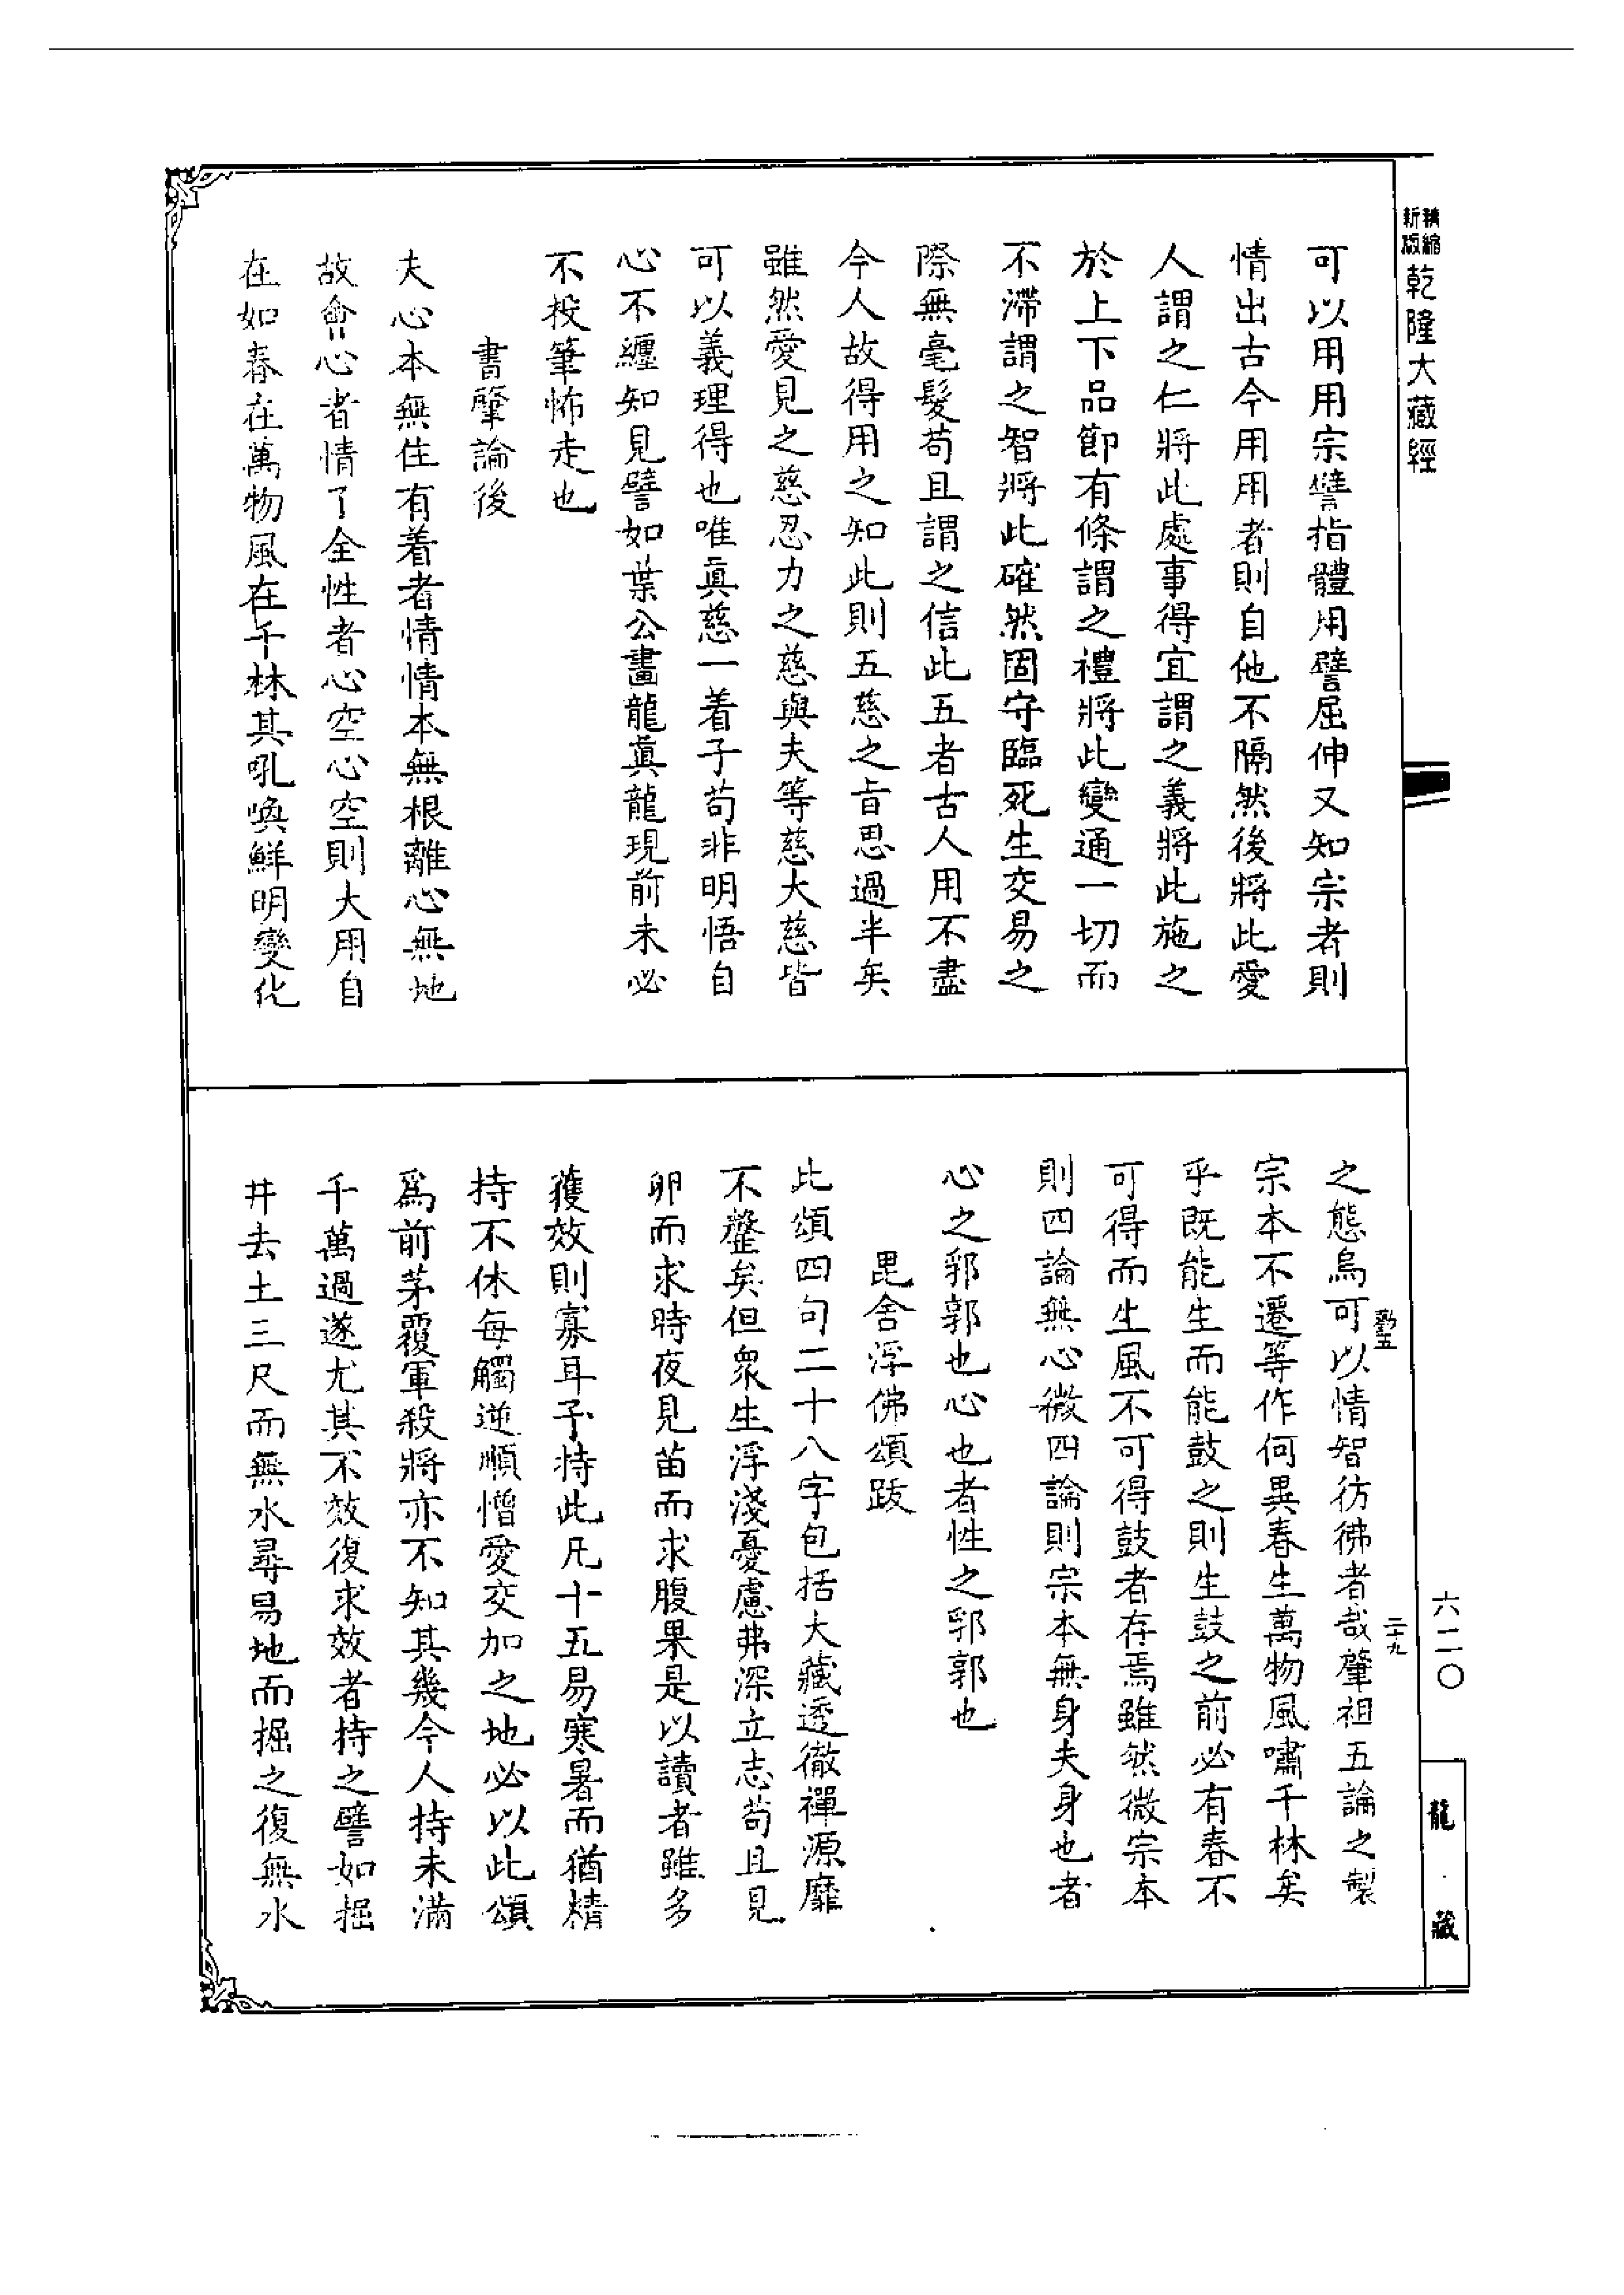 精縮新版 乾隆大藏經
可以用用宗譬指體用譬屈伸又知宗者則
情出古今用用者則自他不隔然後將此愛
人謂之仁將此處事得宜謂之義將此施之
於上下品節有條謂之禮將此變通一切而
不滯謂之智將此確然固守臨死生交易之
際無毫髮苟且謂之信此五者古人用不盡
今人故得用之知此則五慈之旨思過半矣
雖然愛見之慈忍力之慈與夫等慈大慈皆
可以義理得也唯真慈一着子苟非明悟自
心不纏知見譬如葉公畫龍真龍現前未必
不投筆怖走也
書肇論後
夫心本無住有着者情情本無根離心無地
故會心者情了全性者心空心空則大用自
在如春在萬物風在千林其吼喚鮮明變化
之態烏可以情智彷彿者哉肇祖五論之製
宗本不遷等作何異春生萬物風嘯千林矣
乎既能生而能鼓之則生鼓之前必有春不
可得而生風不可得鼓者存焉雖然微宗本
則四論無心微四論則宗本無身夫身也者
心之郛郭也心也者性之郛郭也
毘舍浮佛頌跋
此頌四句二十八字包括大藏透徹禪源靡
不罄矣但衆生浮淺憂慮弗深立志苟且見
卵而求時夜見苗而求腹果是以讀者雖多
獲效則寡耳予持此凡十五易寒暑而猶精
持不休每觸逆順憎愛交加之地必以此頌
爲前茅覆軍殺將亦不知其幾今人持未滿
千萬過遂尤其不效復求效者持之譬如掘
井去土三尺而無水尋易地而掘之復無水
二十九
六二〇
龍藏